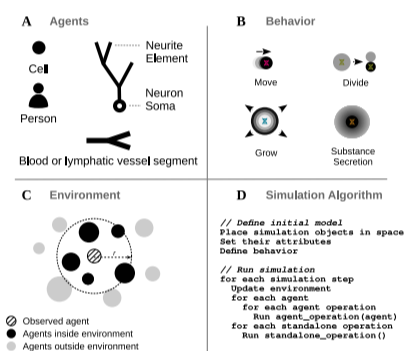 A Agents
Cell
Person
Neurite
Element
Neuron
Soma
Blood or lymphatic vessel segment
B Behavior
Move
Divide
Grow
Substance
Secretion
C Environment
r
Observed agent
Agents inside environment
Agents outside environment
D Simulation Algorithm
// Define initial model
Place simulation objects in space
Set their attributes
Define behavior
// Run simulation
for each simulation step
Update environment
for each agent
for each agent operation
Run agent_operation(agent)
for each standalone operation
Run standalone_operation()